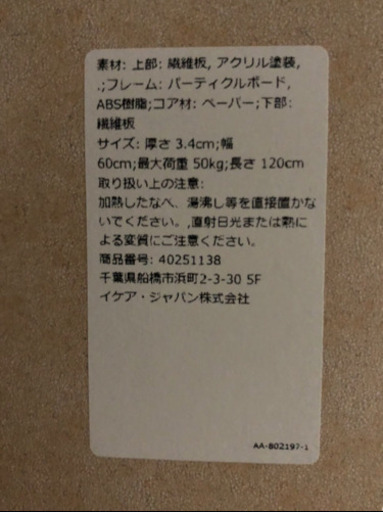 素材: 上部: 繊維板, アクリル塗装,
.;フレーム: パーティクルボード,
ABS樹脂;コア材: ペーパー;下部:
繊維板
サイズ: 厚さ 3.4cm;幅
60cm;最大荷重 50kg;長さ 120cm
取り扱い上の注意:
加熱したなべ、湯沸し等を直接置かな
いでください。,直射日光または熱に
よる変質にご注意ください。
商品番号: 40251138
千葉県船橋市浜町2-3-30 5F
イケア・ジャパン株式会社
AA-802197-1